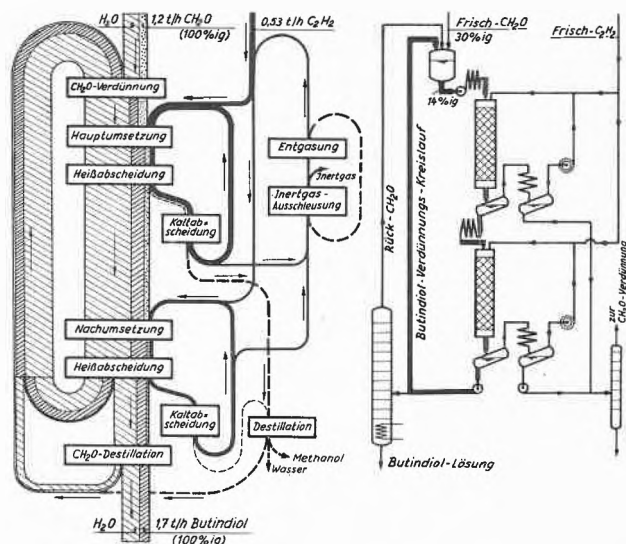 H₂O
1,2 t/h CH₂O
(100%ig)
0,53 t/h C₂H₂
CH₂O-Verdünnung
Hauptumsetzung
Heißabscheidung
Kaltab=
scheidung
Entgasung
Inertgas
Inertgas-
Ausschleusung
Nachumsetzung
Heißabscheidung
Kaltab=
scheidung
CH₂O-Destillation
Destillation
Methanol
Wasser
H₂O
1,7 t/h Butindiol
(100%ig)
Frisch-CH₂O
30%ig
Frisch-C₂H₂
14%ig
Rück-CH₂O
Butindiol-Verdünnungs-Kreislauf
zur
CH₂O-Verdünnung
Butindiol-Lösung